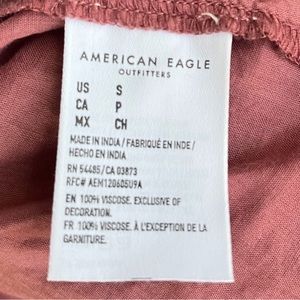 AMERICAN EAGLE
OUTFITTERS
US S
CA P
MX CH
MADE IN INDIA / FABRIQUÉ EN INDE /
HECHO EN INDIA
RN 54485/CA 03873
RFC# AEM120605U9A
EN 100% VISCOSE. EXCLUSIVE OF
DECORATION.
FR 100% VISCOSE. À L'EXCEPTION DE LA
GARNITURE.